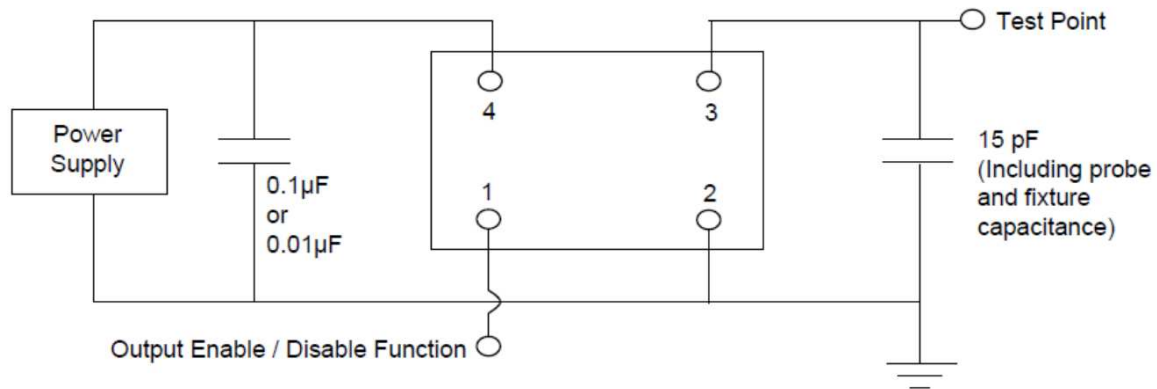 Test Point
4
3
Power
Supply
15 pF
(Including probe
and fixture
capacitance)
0.1µF
or
0.01µF
1
2
Output Enable / Disable Function